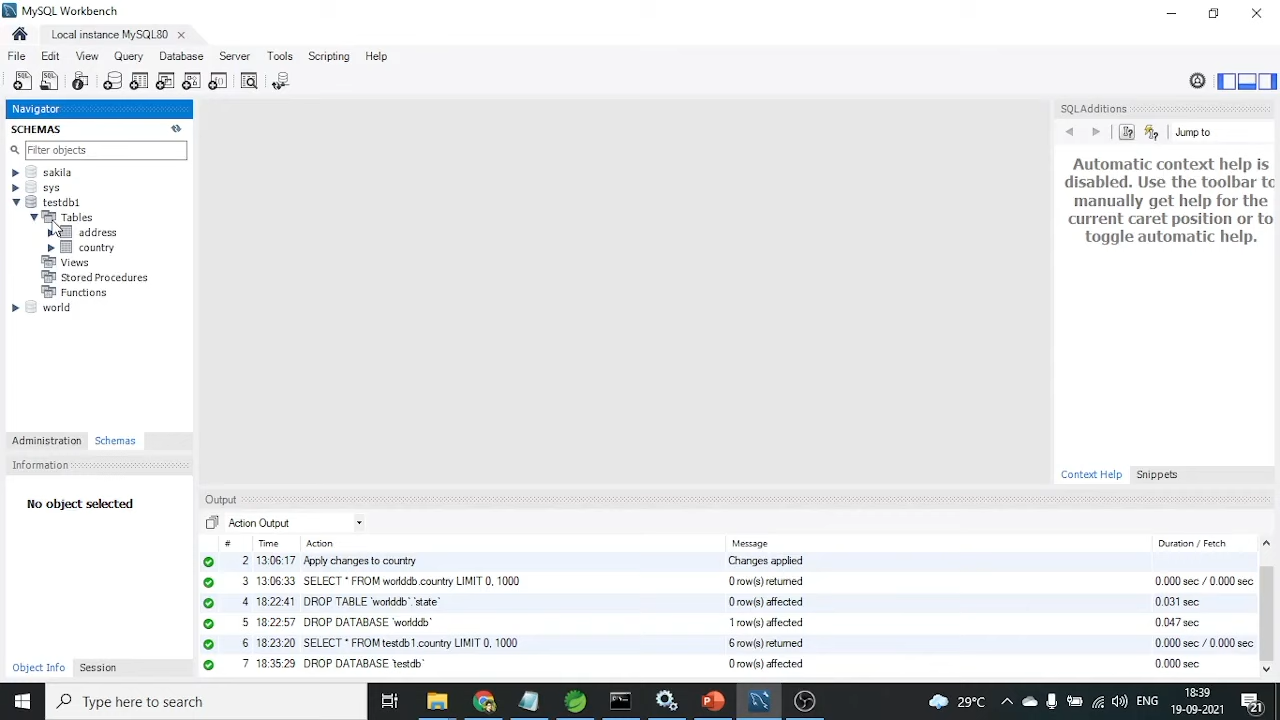 MySQL Workbench
Local instance MySQL80
File Edit View Query Database Server Tools Scripting Help
Navigator
SCHEMAS
Filter objects
sakila
sys
testdb1
Tables
address
country
Views
Stored Procedures
Functions
world
Administration Schemas
Information
No object selected
Object Info Session
SQLAdditions
Jump to
Automatic context help is
disabled. Use the toolbar to
manually get help for the
current caret position or to
toggle automatic help.
Context Help Snippets
Output
Action Output
# Time Action Message Duration / Fetch
2 13:06:17 Apply changes to country Changes applied
3 13:06:33 SELECT * FROM worlddb.country LIMIT 0, 1000 0 row(s) returned 0.000 sec / 0.000 sec
4 18:22:41 DROP TABLE `worlddb`.`state` 0 row(s) affected 0.031 sec
5 18:22:57 DROP DATABASE `worlddb` 1 row(s) affected 0.047 sec
6 18:23:20 SELECT * FROM testdb1.country LIMIT 0, 1000 6 row(s) returned 0.000 sec / 0.000 sec
7 18:35:29 DROP DATABASE `testdb` 0 row(s) affected 0.000 sec
Type here to search
29°C
ENG
18:39
19-09-2021
21